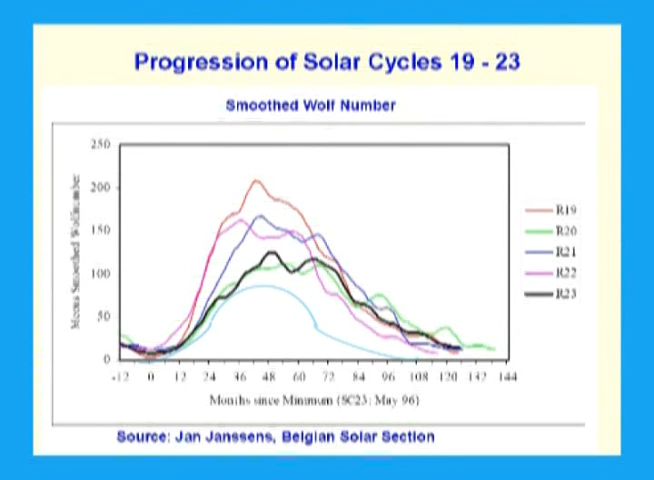 Progression of Solar Cycles 19 - 23
Smoothed Wolf Number
250
200
150
100
50
0
-12 0 12 24 36 48 60 72 84 96 108 120 132 144
Months since Minimum (SC23: May 96)
Smoothed
R19
R20
R21
R22
R23
Source: Jan Janssens, Belgian Solar Section